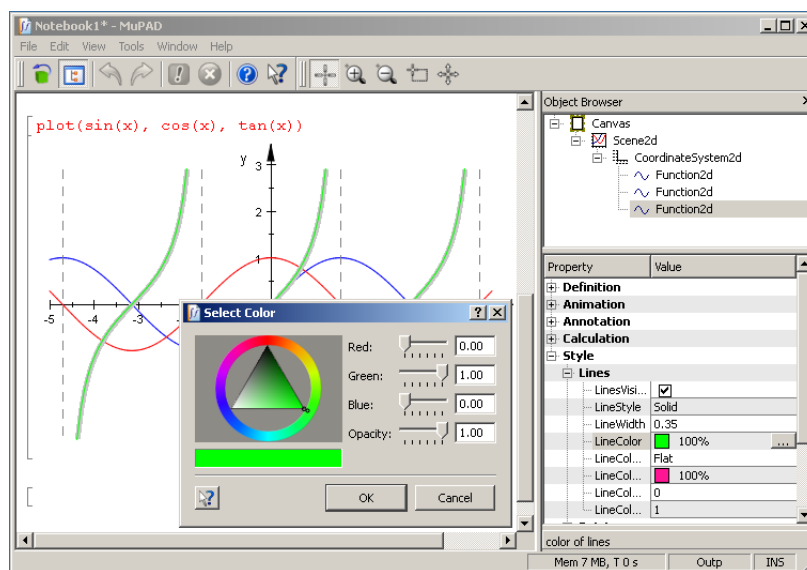 Notebook1* - MuPAD
File Edit View Tools Window Help
plot(sin(x), cos(x), tan(x))
y
3
2
1
-5 -4 -3
Object Browser
Canvas
Scene2d
CoordinateSystem2d
Function2d
Function2d
Function2d
Property Value
Definition
Animation
Annotation
Calculation
Style
Lines
LinesVisi...
LineStyle Solid
LineWidth 0.35
LineColor 100% ...
LineCol... Flat
LineCol... 100%
LineCol... 0
LineCol... 1
color of lines
Select Color
Red: 0.00
Green: 1.00
Blue: 0.00
Opacity: 1.00
OK Cancel
Mem 7 MB, T 0 s Outp INS